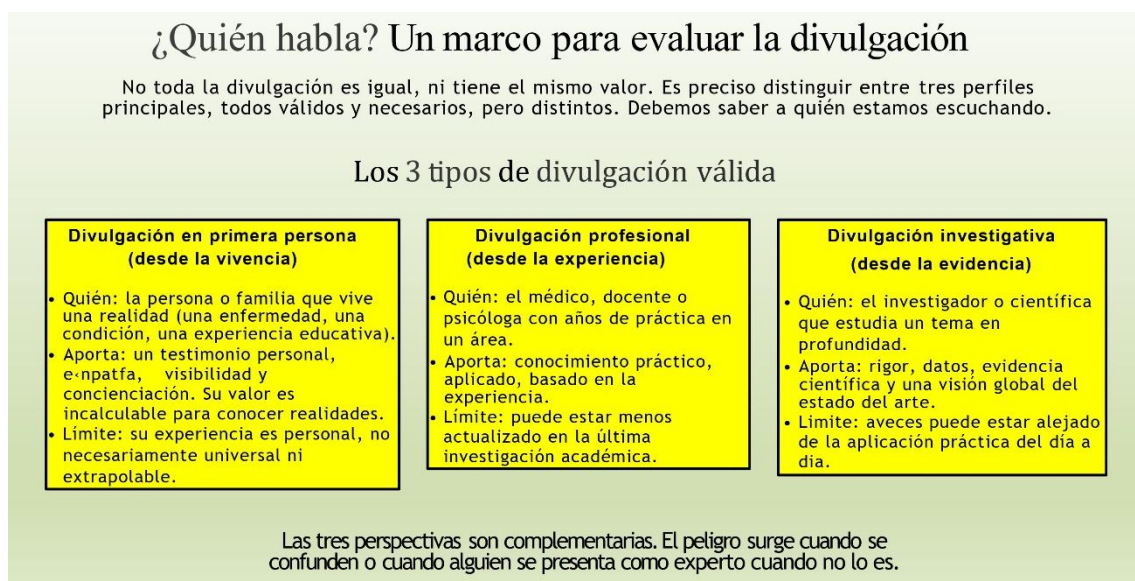 ¿Quién habla? Un marco para evaluar la divulgación
No toda la divulgación es igual, ni tiene el mismo valor. Es preciso distinguir entre tres perfiles
principales, todos válidos y necesarios, pero distintos. Debemos saber a quién estamos escuchando.
Los 3 tipos de divulgación válida
Divulgación en primera persona
(desde la vivencia)
• Quién: la persona o familia que vive
una realidad (una enfermedad, una
condición, una experiencia educativa).
• Aporta: un testimonio personal,
e‹npatfa, visibilidad y
concienciación. Su valor es
incalculable para conocer realidades.
• Límite: su experiencia es personal, no
necesariamente universal ni
extrapolable.
Divulgación profesional
(desde la experiencia)
• Quién: el médico, docente o
psicóloga con años de práctica en
un área.
• Aporta: conocimiento práctico,
aplicado, basado en la
experiencia.
• Límite: puede estar menos
actualizado en la última
investigación académica.
Divulgación investigativa
(desde la evidencia)
• Quién: el investigador o científica
que estudia un tema en
profundidad.
• Aporta: rigor, datos, evidencia
científica y una visión global del
estado del arte.
• Limite: aveces puede estar alejado
de la aplicación práctica del día a
dia.
Las tres perspectivas son complementarias. El peligro surge cuando se
confunden o cuando alguien se presenta como experto cuando no lo es.